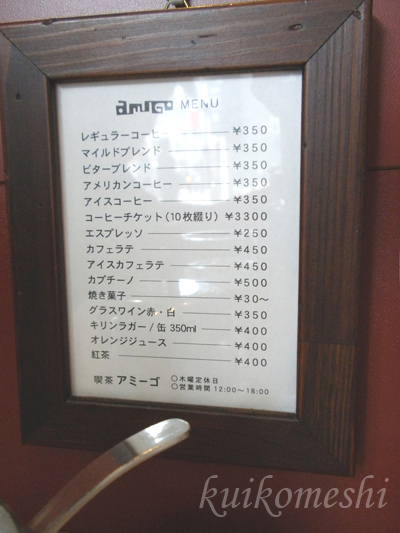 amigo MENU
レギュラーコーヒー ¥350
マイルドブレンド ¥350
ビターブレンド ¥350
アメリカンコーヒー ¥350
アイスコーヒー ¥350
コーヒーチケット(10枚綴り) ¥3300
エスプレッソ ¥250
カフェラテ ¥450
アイスカフェラテ ¥450
カプチーノ ¥500
焼き菓子 ¥30〜
グラスワイン赤・白 ¥350
キリンラガー/缶 350ml ¥400
オレンジジュース ¥400
紅茶 ¥400
喫茶 アミーゴ
○木曜定休日
○営業時間 12:00〜18:00
kuikomeshi